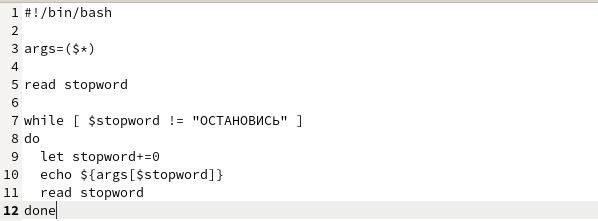 1 #!/bin/bash
2
3 args=($*)
4
5 read stopword
6
7 while [ $stopword != "ОСТАНОВИСЬ" ]
8 do
9   let stopword+=0
10   echo ${args[$stopword]}
11   read stopword
12 done